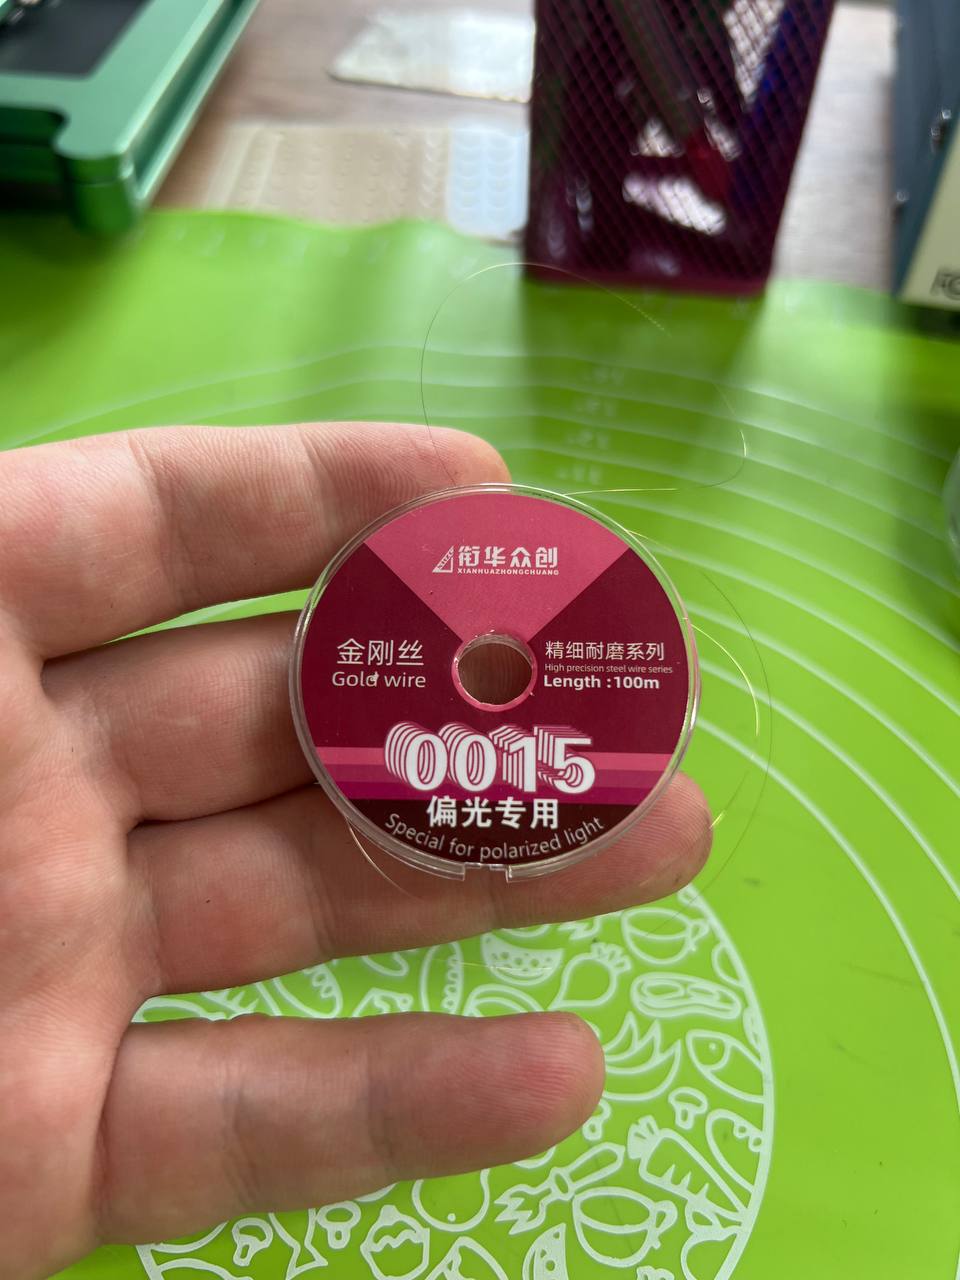 衔华众创
XIANHUAZHONGCHUANG
金刚丝
Gold wire
精细耐磨系列
High precision steel wire series
Length :100m
0015
偏光专用
Special for polarized light